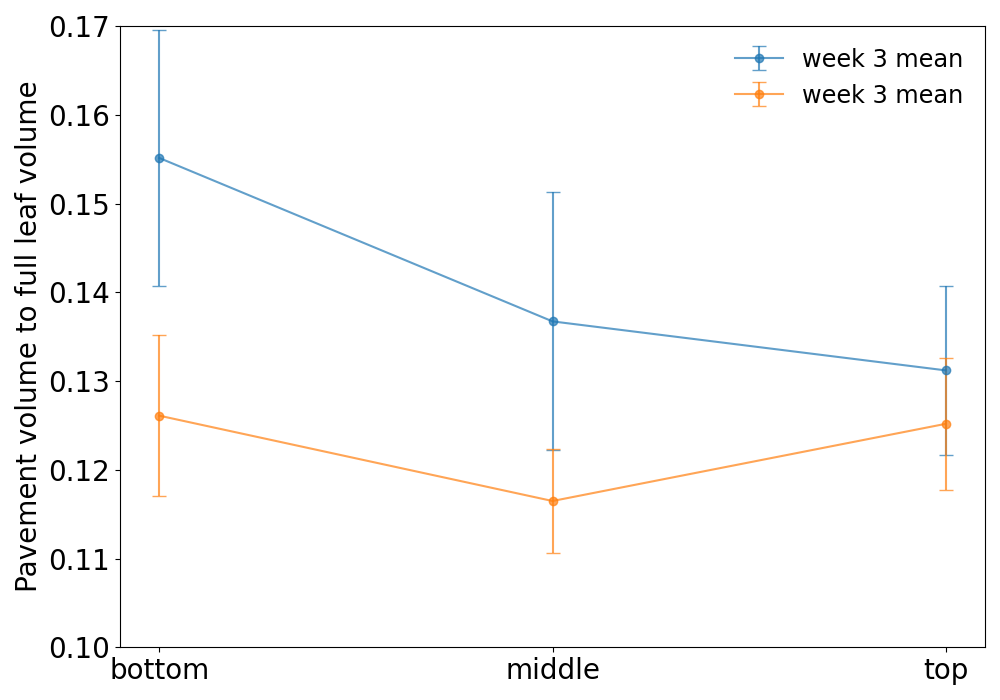 Pavement volume to full leaf volume
0.17
0.16
0.15
0.14
0.13
0.12
0.11
0.10
week 3 mean
week 3 mean
bottom
middle
top